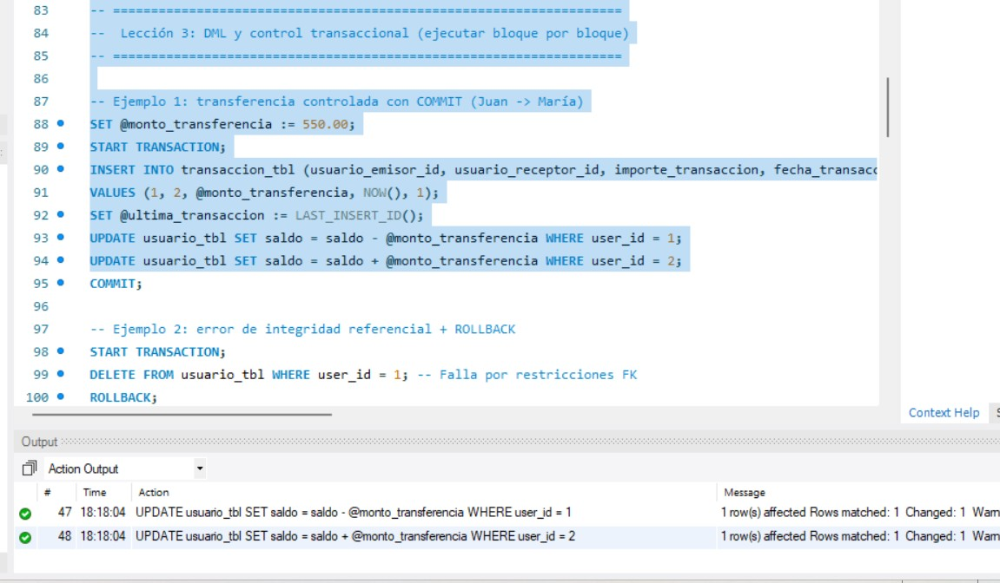 83 -- ===================================================================
84 --  Lección 3: DML y control transaccional (ejecutar bloque por bloque)
85 -- ===================================================================
86
87 -- Ejemplo 1: transferencia controlada con COMMIT (Juan -> María)
88 SET @monto_transferencia := 550.00;
89 START TRANSACTION;
90 INSERT INTO transaccion_tbl (usuario_emisor_id, usuario_receptor_id, importe_transaccion, fecha_transacc
91 VALUES (1, 2, @monto_transferencia, NOW(), 1);
92 SET @ultima_transaccion := LAST_INSERT_ID();
93 UPDATE usuario_tbl SET saldo = saldo - @monto_transferencia WHERE user_id = 1;
94 UPDATE usuario_tbl SET saldo = saldo + @monto_transferencia WHERE user_id = 2;
95 COMMIT;
96
97 -- Ejemplo 2: error de integridad referencial + ROLLBACK
98 START TRANSACTION;
99 DELETE FROM usuario_tbl WHERE user_id = 1; -- Falla por restricciones FK
100 ROLLBACK;
Context Help
Output
Action Output
# Time Action Message
47 18:18:04 UPDATE usuario_tbl SET saldo = saldo - @monto_transferencia WHERE user_id = 1 1 row(s) affected Rows matched: 1 Changed: 1 Warn
48 18:18:04 UPDATE usuario_tbl SET saldo = saldo + @monto_transferencia WHERE user_id = 2 1 row(s) affected Rows matched: 1 Changed: 1 Warn